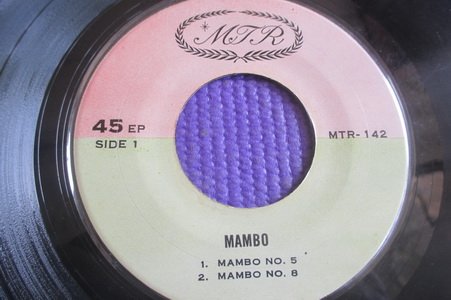 MTR
45 EP
SIDE 1
MTR-142
MAMBO
1. MAMBO NO. 5
2. MAMBO NO. 8